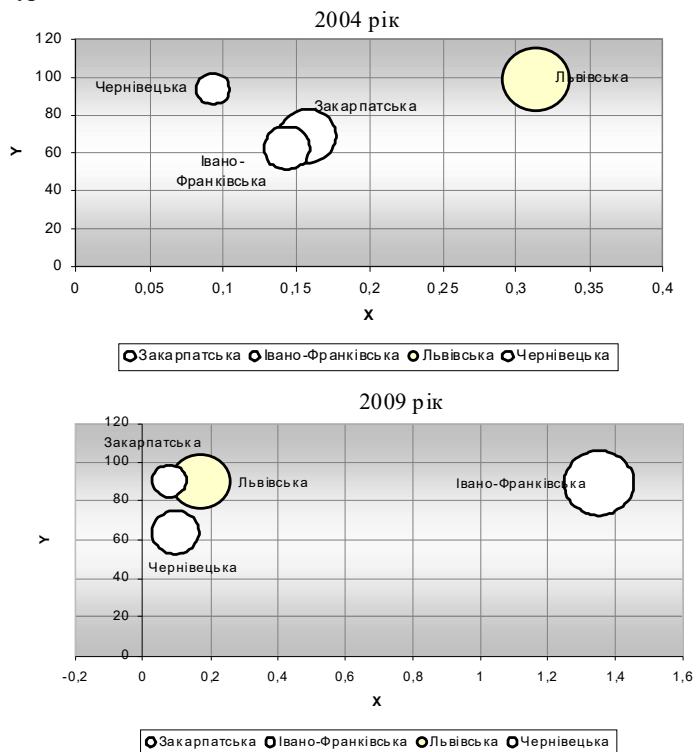 2004 рік
120
100
80
60
40
20
0
Y
Чернівецька
Закарпатська
Івано-
Франківська
Львівська
0 0,05 0,1 0,15 0,2 0,25 0,3 0,35 0,4
X
Закарпатська Івано-Франківська Львівська Чернівецька
2009 рік
120
100
80
60
40
20
0
Y
Закарпатська
Львівська
Івано-Франківська
Чернівецька
-0,2 0 0,2 0,4 0,6 0,8 1 1,2 1,4 1,6
X
Закарпатська Івано-Франківська Львівська Чернівецька